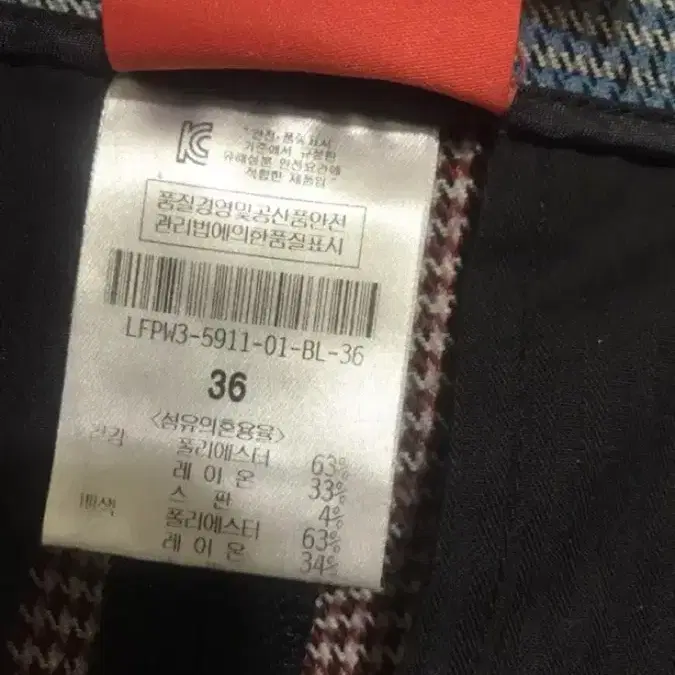 KC
"안전·품질표시
기준에서 규정한
유해성분 안전요건에
적합한 제품임"
품질경영및공산품안전
관리법에의한품질표시
LFPW3-5911-01-BL-36
36
<섬유의혼용율>
겉감 폴리에스터 63%
레 이 온 33%
스 판 4%
배색 폴리에스터 63%
레 이 온 34%